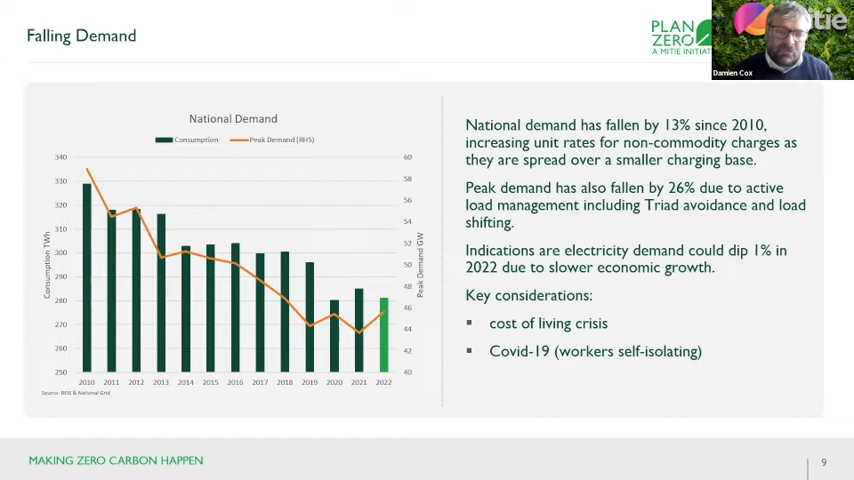 Falling Demand
PLAN
ZERO
A MITIE INITIATI
itie
Damien Cox
National Demand
Consumption
Peak Demand (RHS)
340
330
320
310
300
290
280
270
260
250
Consumption TWh
60
58
56
54
52
50
48
46
44
42
40
Peak Demand GW
2010 2011 2012 2013 2014 2015 2016 2017 2018 2019 2020 2021 2022
Source: BEIS & National Grid
National demand has fallen by 13% since 2010,
increasing unit rates for non-commodity charges as
they are spread over a smaller charging base.
Peak demand has also fallen by 26% due to active
load management including Triad avoidance and load
shifting.
Indications are electricity demand could dip 1% in
2022 due to slower economic growth.
Key considerations:
▪ cost of living crisis
▪ Covid-19 (workers self-isolating)
MAKING ZERO CARBON HAPPEN
9